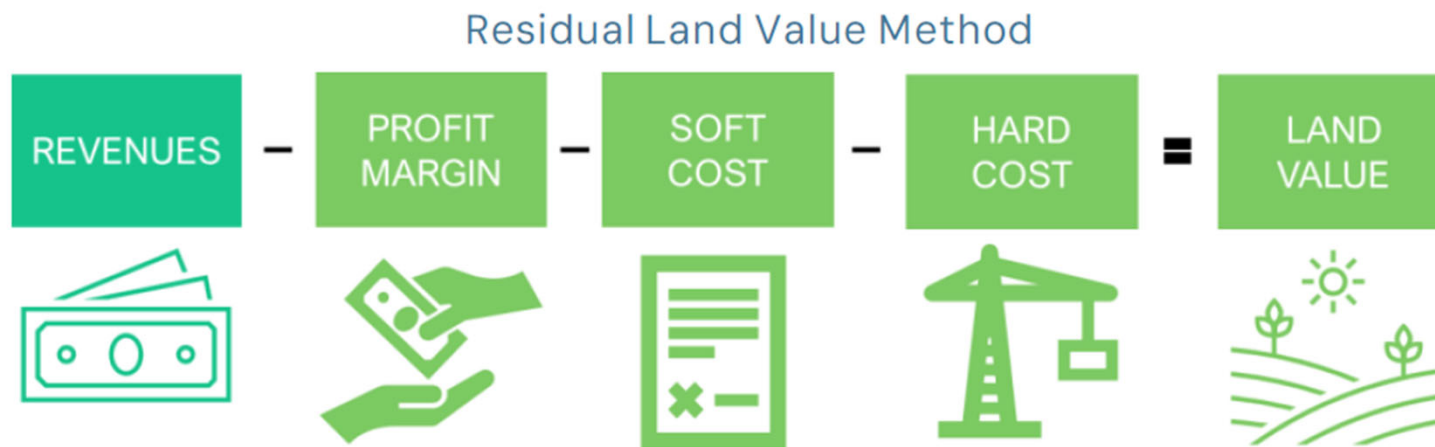 Residual Land Value Method
REVENUES
-
PROFIT
MARGIN
-
SOFT
COST
-
HARD
COST
=
LAND
VALUE